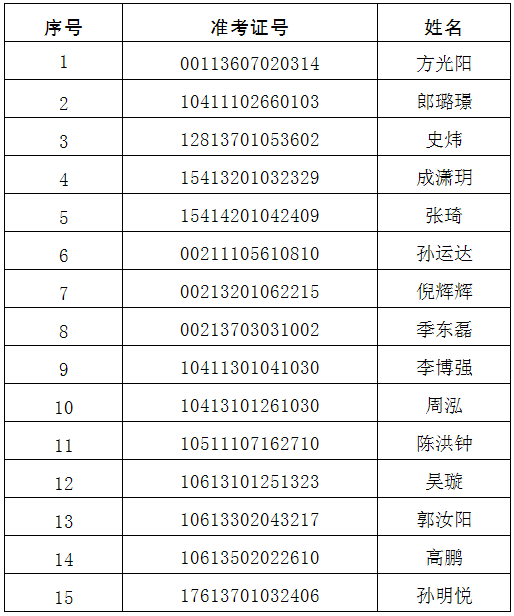 序号 准考证号 姓名
1 00113607020314 方光阳
2 10411102660103 郎璐璟
3 12813701053602 史炜
4 15413201032329 成潇玥
5 15414201042409 张琦
6 00211105610810 孙运达
7 00213201062215 倪辉辉
8 00213703031002 季东磊
9 10411301041030 李博强
10 10413101261030 周泓
11 10511107162710 陈洪钟
12 10613101251323 吴璇
13 10613302043217 郭汝阳
14 10613502022610 高鹏
15 17613701032406 孙明悦